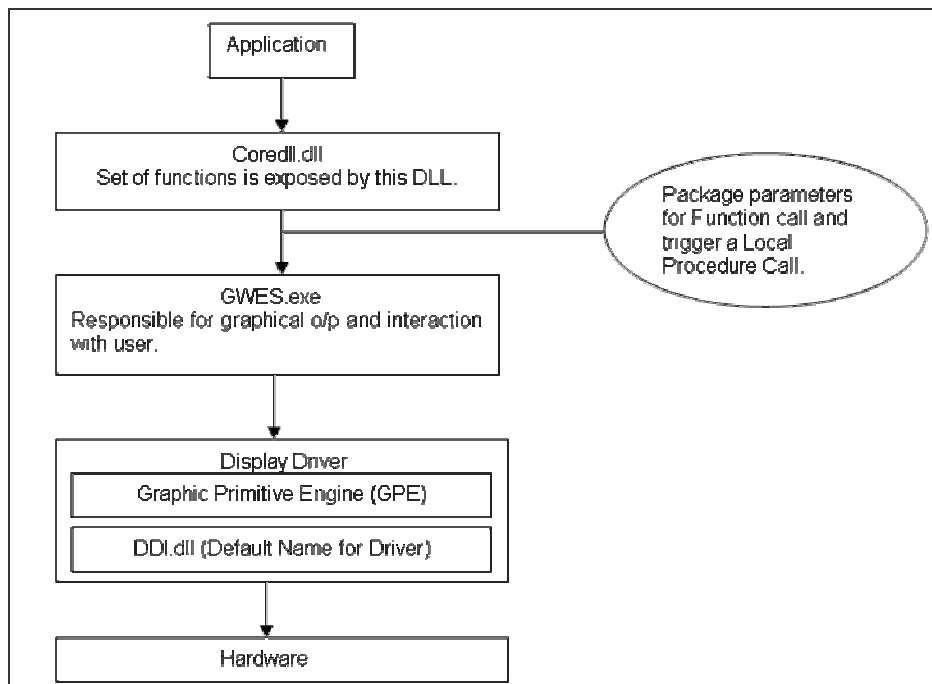 Application
Coredll.dll
Set of functions is exposed by this DLL.
Package parameters
for Function call and
trigger a Local
Procedure Call.
GWES.exe
Responsible for graphical o/p and interaction
with user.
Display Driver
Graphic Primitive Engine (GPE)
DDI.dll (Default Name for Driver)
Hardware